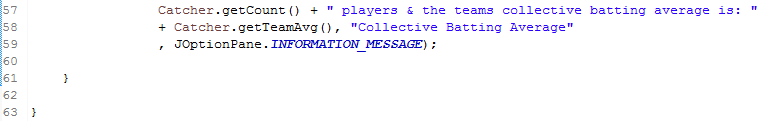 57 Catcher.getCount() + " players & the teams collective batting average is: "
58 + Catcher.getTeamAvg(), "Collective Batting Average"
59 , JOptionPane.INFORMATION_MESSAGE);
60
61 }
62
63 }